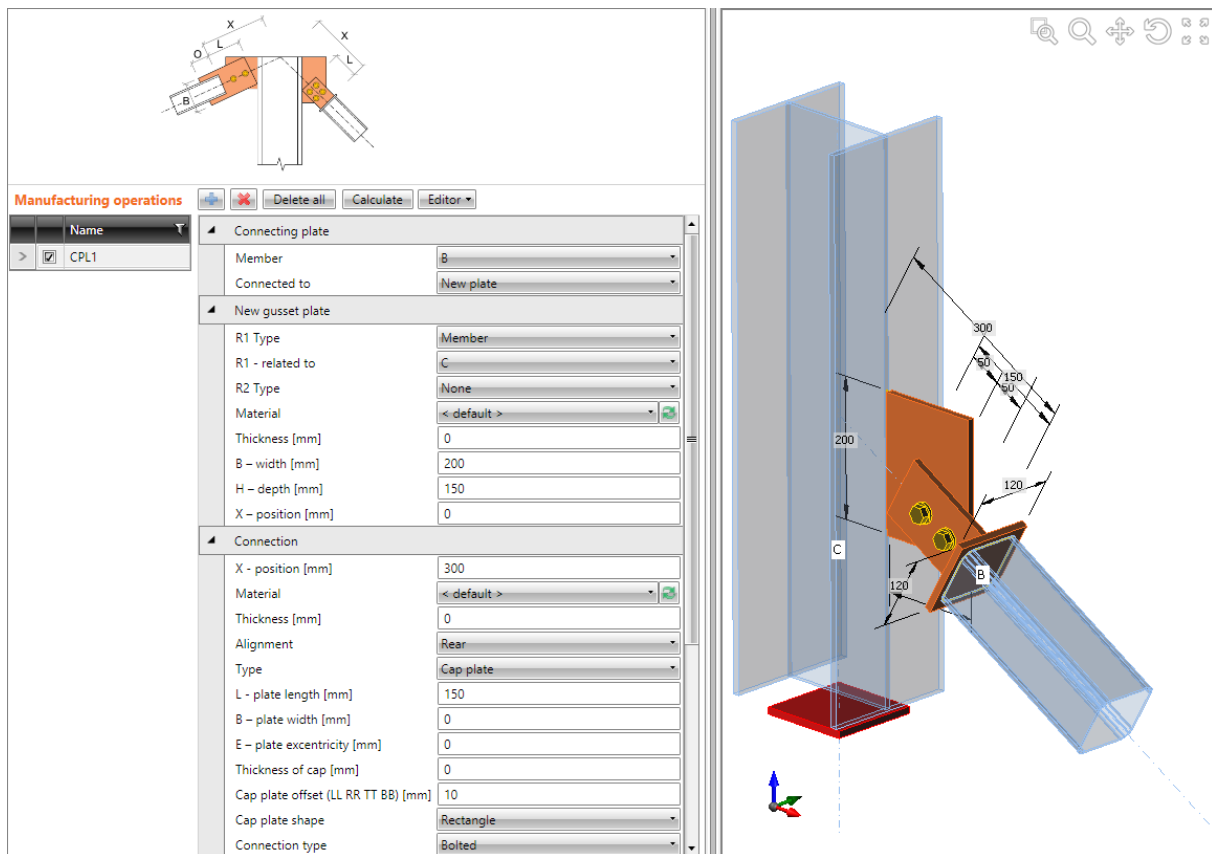 X
X
O
L
L
B
Manufacturing operations
Delete all
Calculate
Editor
Name
CPL1
Connecting plate
Member B
Connected to New plate
New gusset plate
R1 Type Member
R1 - related to C
R2 Type None
Material < default >
Thickness [mm] 0
B – width [mm] 200
H – depth [mm] 150
X – position [mm] 0
Connection
X - position [mm] 300
Material < default >
Thickness [mm] 0
Alignment Rear
Type Cap plate
L - plate length [mm] 150
B – plate width [mm] 0
E – plate excentricity [mm] 0
Thickness of cap [mm] 0
Cap plate offset (LL RR TT BB) [mm] 10
Cap plate shape Rectangle
Connection type Bolted
300
50
150
50
200
120
C
B
120